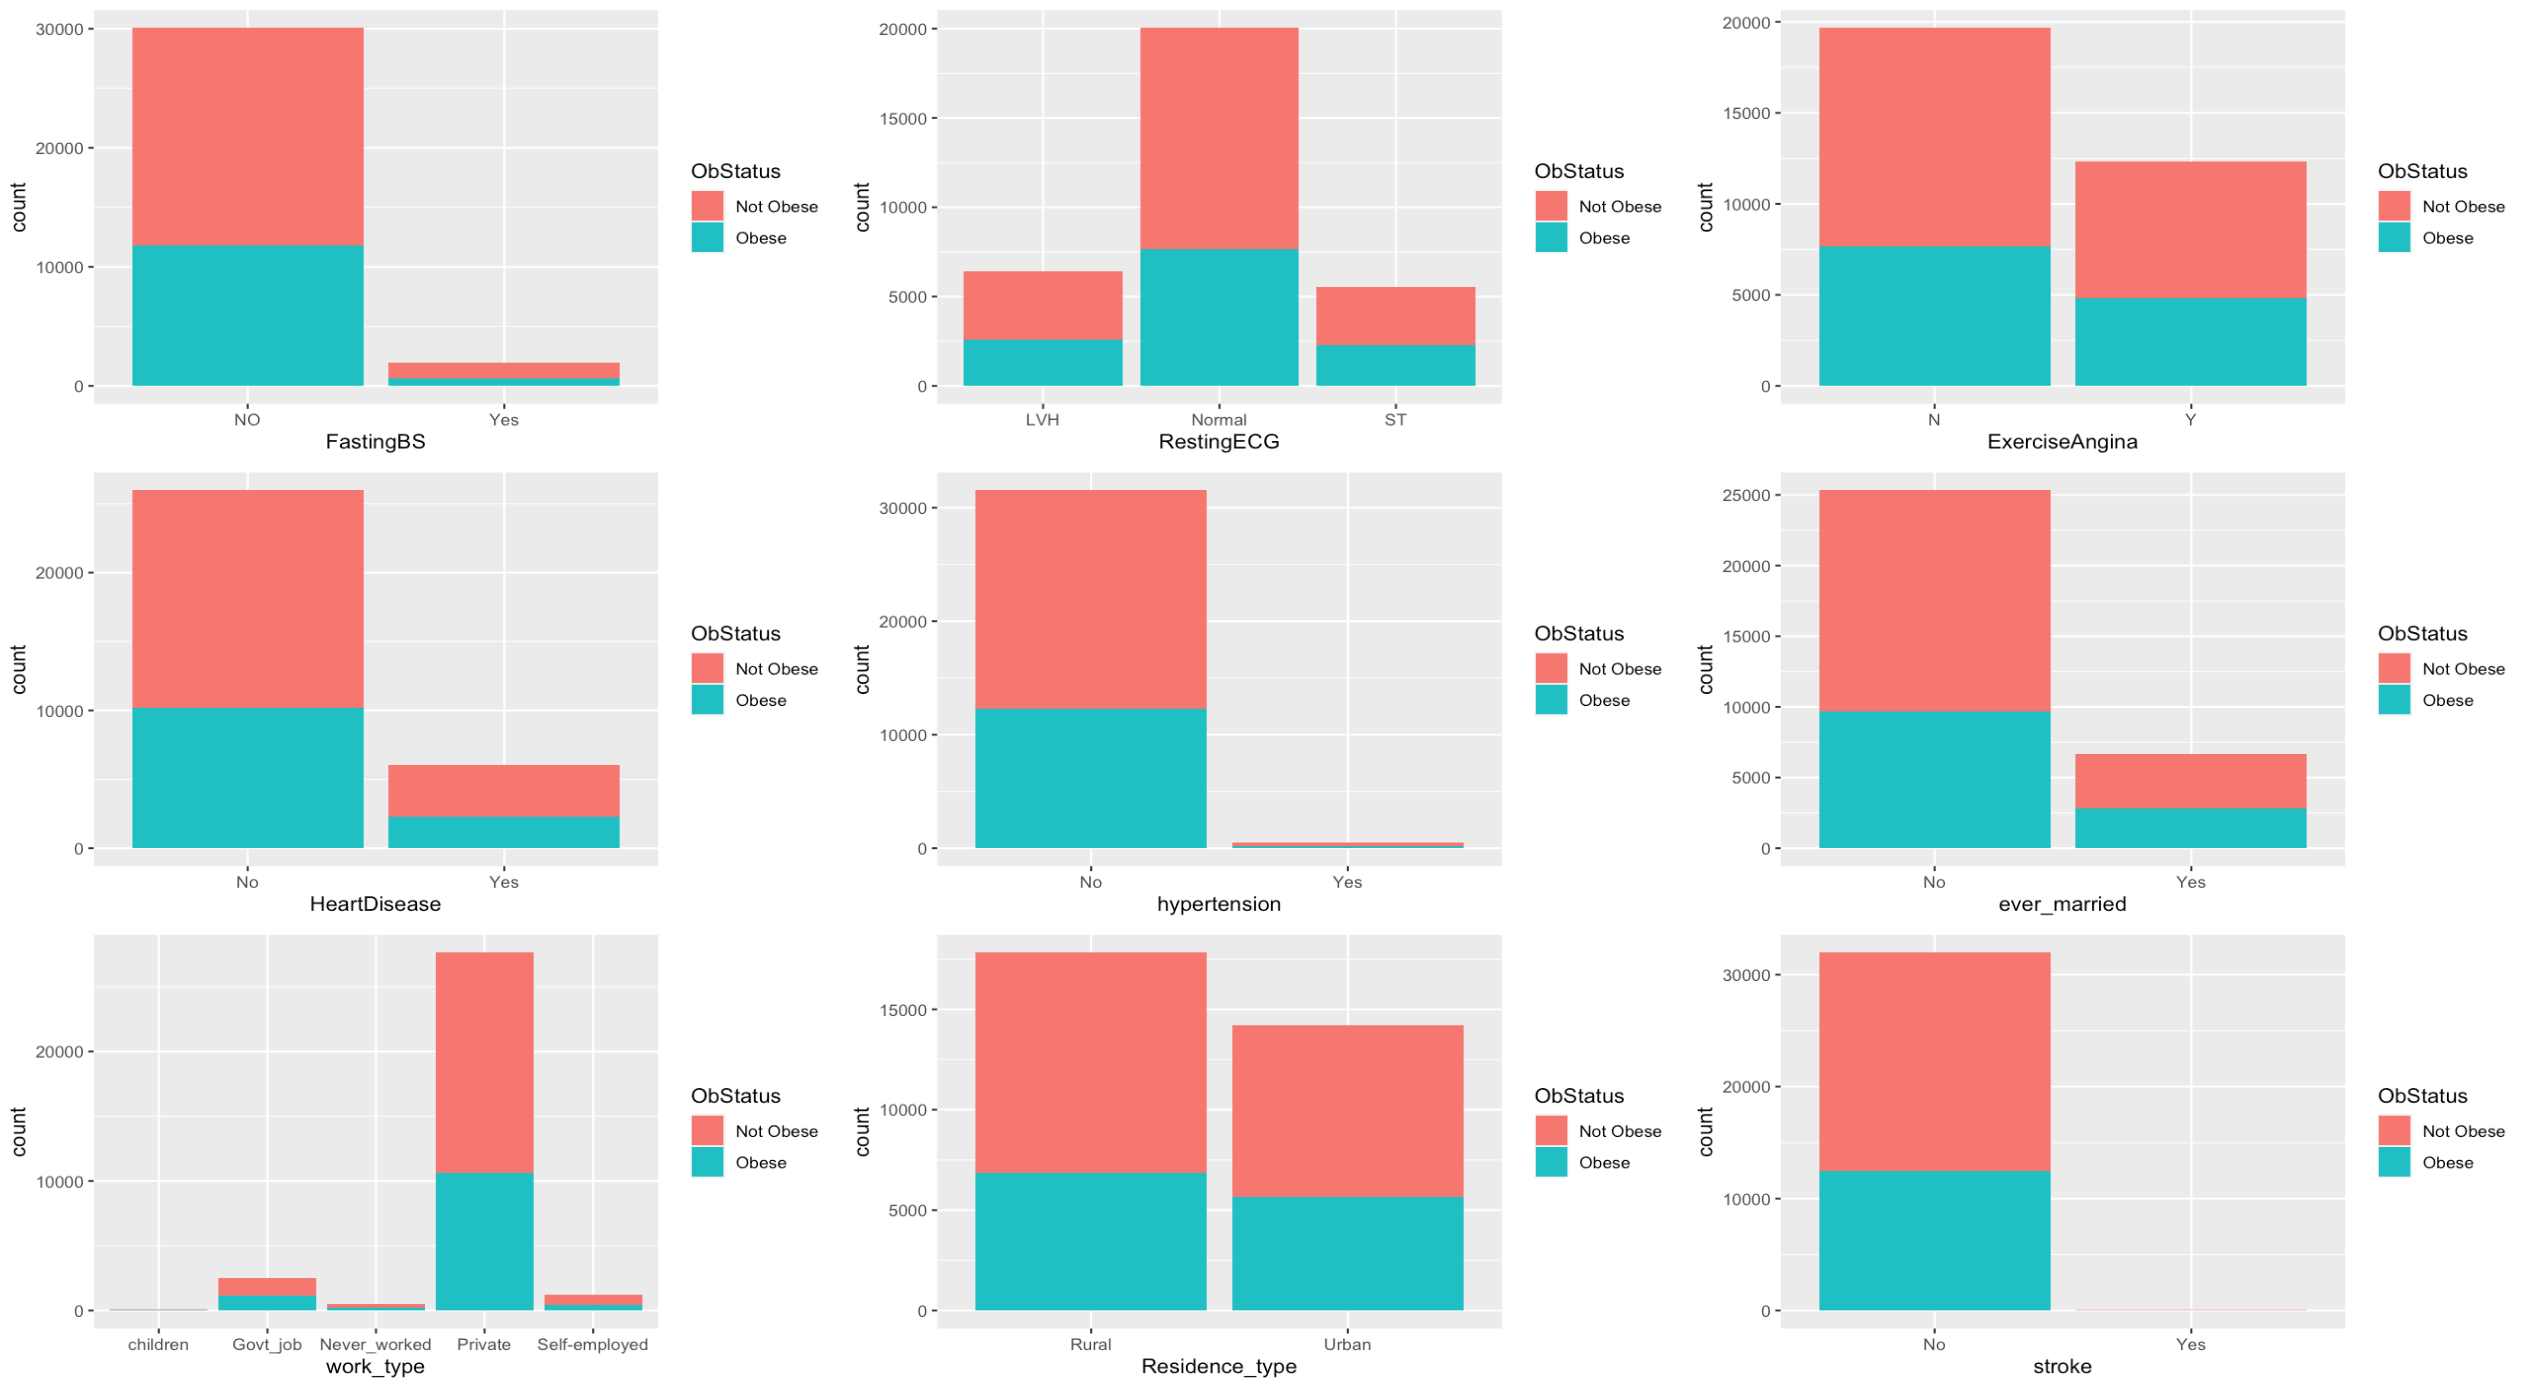 30000
20000
10000
0
count
NO
Yes
FastingBS
ObStatus
Not Obese
Obese
20000
15000
10000
5000
0
count
LVH
Normal
ST
RestingECG
ObStatus
Not Obese
Obese
20000
15000
10000
5000
0
count
N
Y
ExerciseAngina
ObStatus
Not Obese
Obese
20000
10000
0
count
No
Yes
HeartDisease
ObStatus
Not Obese
Obese
30000
20000
10000
0
count
No
Yes
hypertension
ObStatus
Not Obese
Obese
25000
20000
15000
10000
5000
0
count
No
Yes
ever_married
ObStatus
Not Obese
Obese
20000
10000
0
count
children
Govt_job
Never_worked
Private
Self-employed
work_type
ObStatus
Not Obese
Obese
15000
10000
5000
0
count
Rural
Urban
Residence_type
ObStatus
Not Obese
Obese
30000
20000
10000
0
count
No
Yes
stroke
ObStatus
Not Obese
Obese